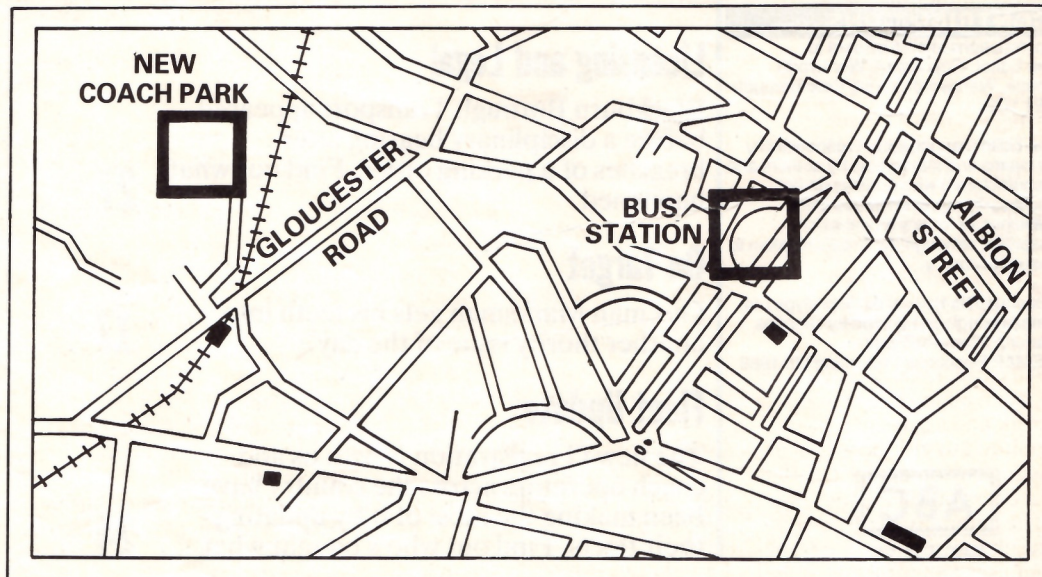 NEW
COACH PARK
GLOUCESTER
ROAD
BUS
STATION
ALBION
STREET